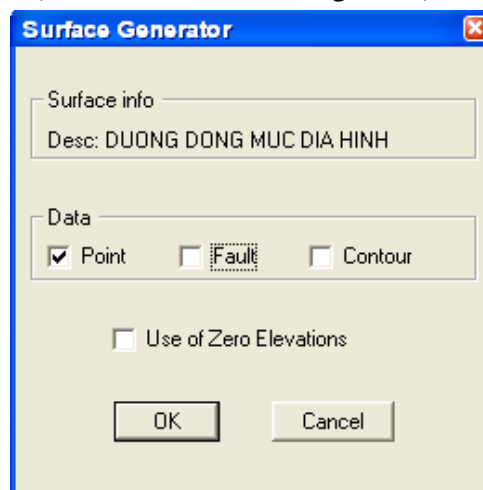 Surface Generator
Surface info
Desc: DUONG DONG MUC DIA HINH
Data
Point Fault Contour
Use of Zero Elevations
OK Cancel